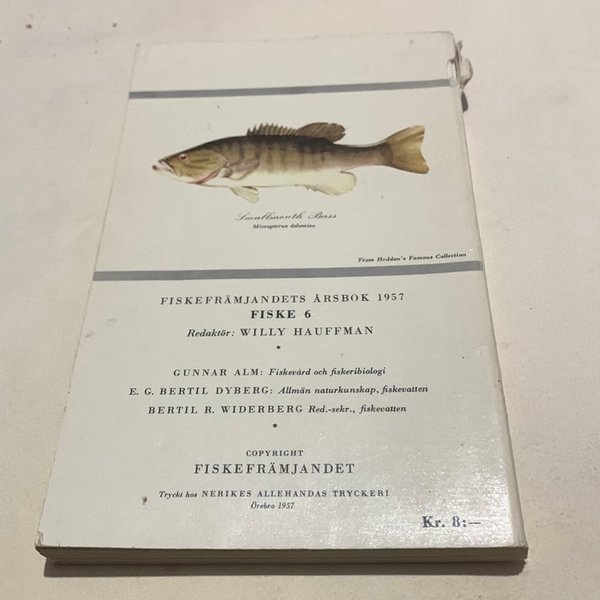 Smallmouth Bass
Micropterus dolomieu
From Heddon's Famous Collection
FISKEFRÄMJANDETS ÅRSBOK 1957
FISKE 6
Redaktör: WILLY HAUFFMAN
*
GUNNAR ALM: Fiskevård och fiskeribiologi
E. G. BERTIL DYBERG: Allmän naturkunskap, fiskevatten
BERTIL R. WIDERBERG Red.-sekr., fiskevatten
*
COPYRIGHT
FISKEFRÄMJANDET
Tryckt hos NERIKES ALLEHANDAS TRYCKERI
Örebro 1957
Kr. 8:—